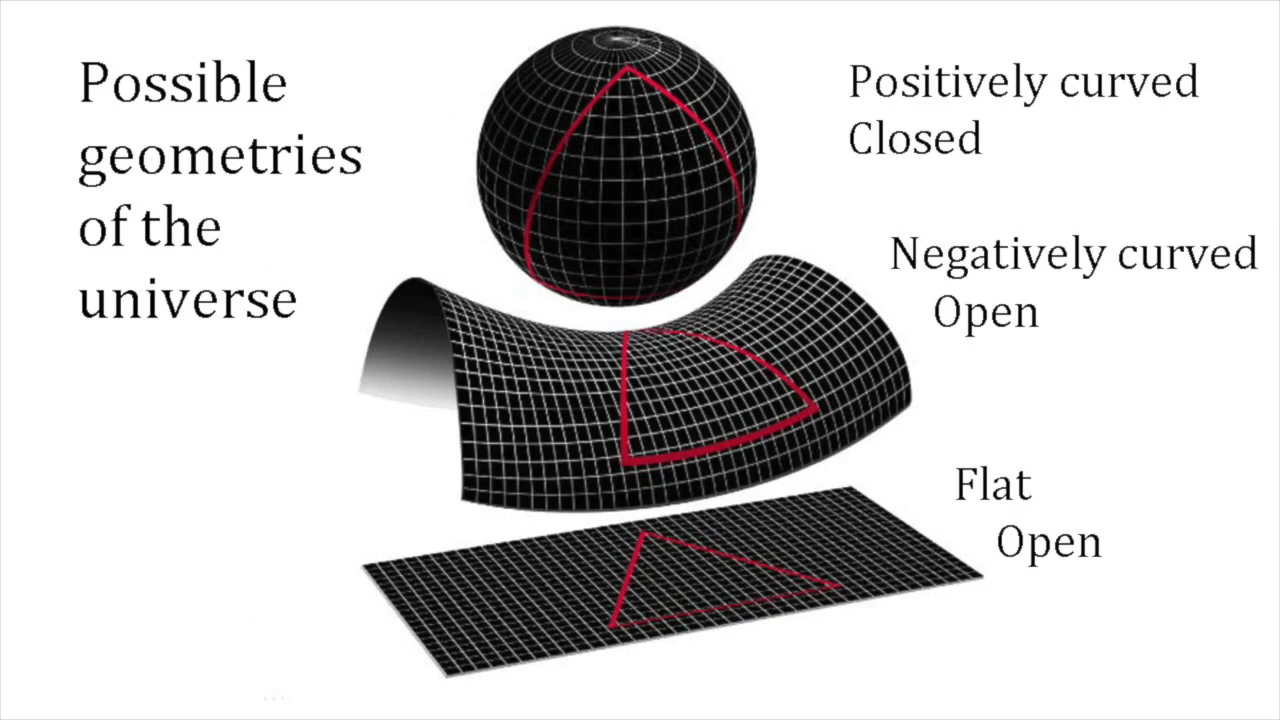 Possible
geometries
of the
universe
Positively curved
Closed
Negatively curved
Open
Flat
Open